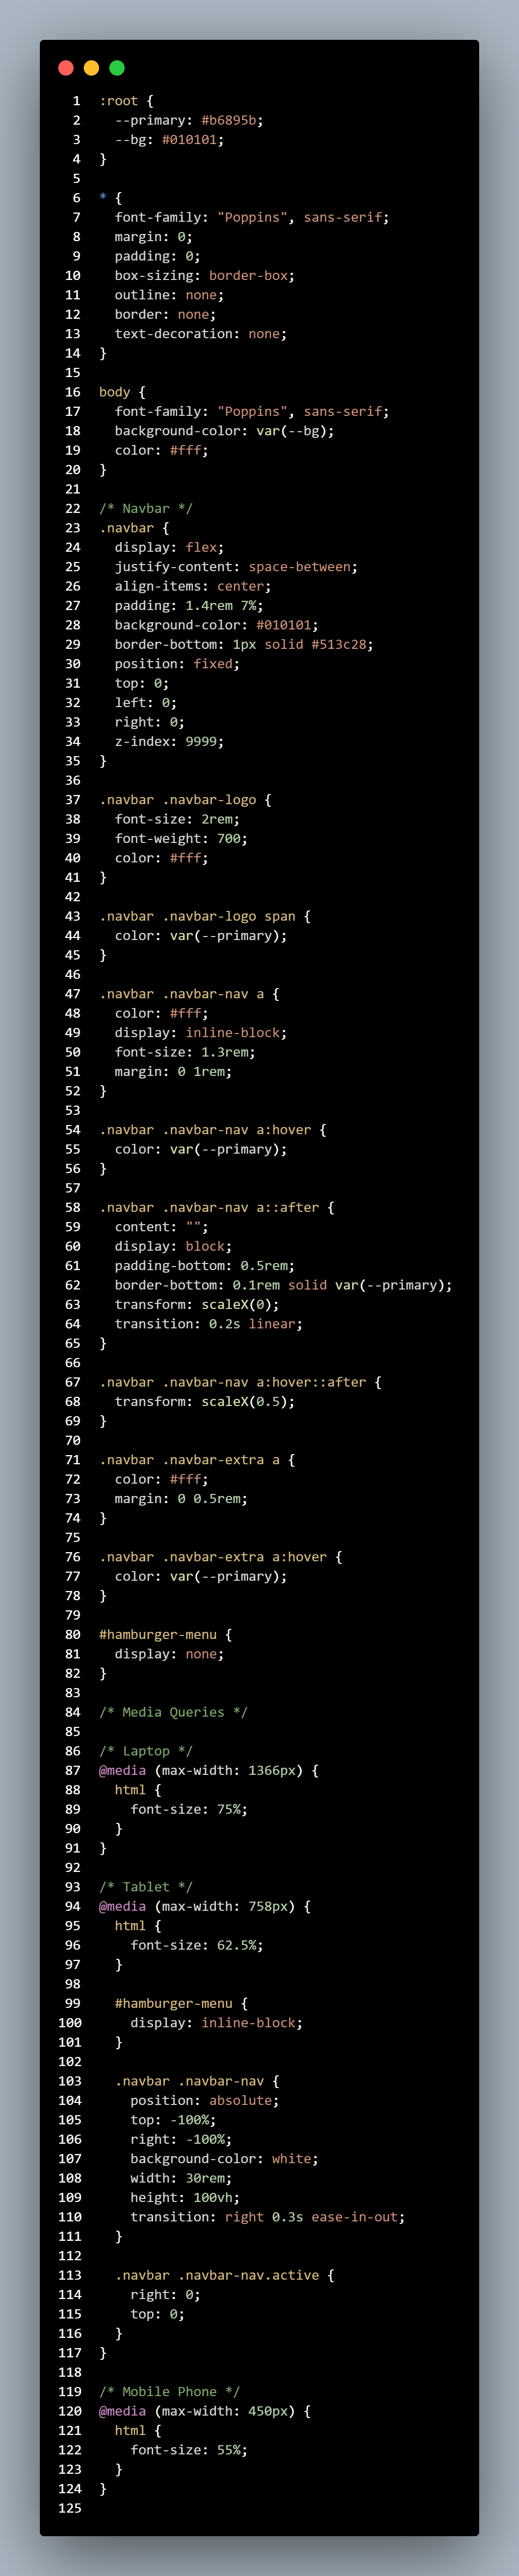 1 :root {
2   --primary: #b6895b;
3   --bg: #010101;
4 }
5
6 * {
7   font-family: "Poppins", sans-serif;
8   margin: 0;
9   padding: 0;
10   box-sizing: border-box;
11   outline: none;
12   border: none;
13   text-decoration: none;
14 }
15
16 body {
17   font-family: "Poppins", sans-serif;
18   background-color: var(--bg);
19   color: #fff;
20 }
21
22 /* Navbar */
23 .navbar {
24   display: flex;
25   justify-content: space-between;
26   align-items: center;
27   padding: 1.4rem 7%;
28   background-color: #010101;
29   border-bottom: 1px solid #513c28;
30   position: fixed;
31   top: 0;
32   left: 0;
33   right: 0;
34   z-index: 9999;
35 }
36
37 .navbar .navbar-logo {
38   font-size: 2rem;
39   font-weight: 700;
40   color: #fff;
41 }
42
43 .navbar .navbar-logo span {
44   color: var(--primary);
45 }
46
47 .navbar .navbar-nav a {
48   color: #fff;
49   display: inline-block;
50   font-size: 1.3rem;
51   margin: 0 1rem;
52 }
53
54 .navbar .navbar-nav a:hover {
55   color: var(--primary);
56 }
57
58 .navbar .navbar-nav a::after {
59   content: "";
60   display: block;
61   padding-bottom: 0.5rem;
62   border-bottom: 0.1rem solid var(--primary);
63   transform: scaleX(0);
64   transition: 0.2s linear;
65 }
66
67 .navbar .navbar-nav a:hover::after {
68   transform: scaleX(0.5);
69 }
70
71 .navbar .navbar-extra a {
72   color: #fff;
73   margin: 0 0.5rem;
74 }
75
76 .navbar .navbar-extra a:hover {
77   color: var(--primary);
78 }
79
80 #hamburger-menu {
81   display: none;
82 }
83
84 /* Media Queries */
85
86 /* Laptop */
87 @media (max-width: 1366px) {
88   html {
89     font-size: 75%;
90   }
91 }
92
93 /* Tablet */
94 @media (max-width: 758px) {
95   html {
96     font-size: 62.5%;
97   }
98
99   #hamburger-menu {
100     display: inline-block;
101   }
102
103   .navbar .navbar-nav {
104     position: absolute;
105     top: -100%;
106     right: -100%;
107     background-color: white;
108     width: 30rem;
109     height: 100vh;
110     transition: right 0.3s ease-in-out;
111   }
112
113   .navbar .navbar-nav.active {
114     right: 0;
115     top: 0;
116   }
117 }
118
119 /* Mobile Phone */
120 @media (max-width: 450px) {
121   html {
122     font-size: 55%;
123   }
124 }
125